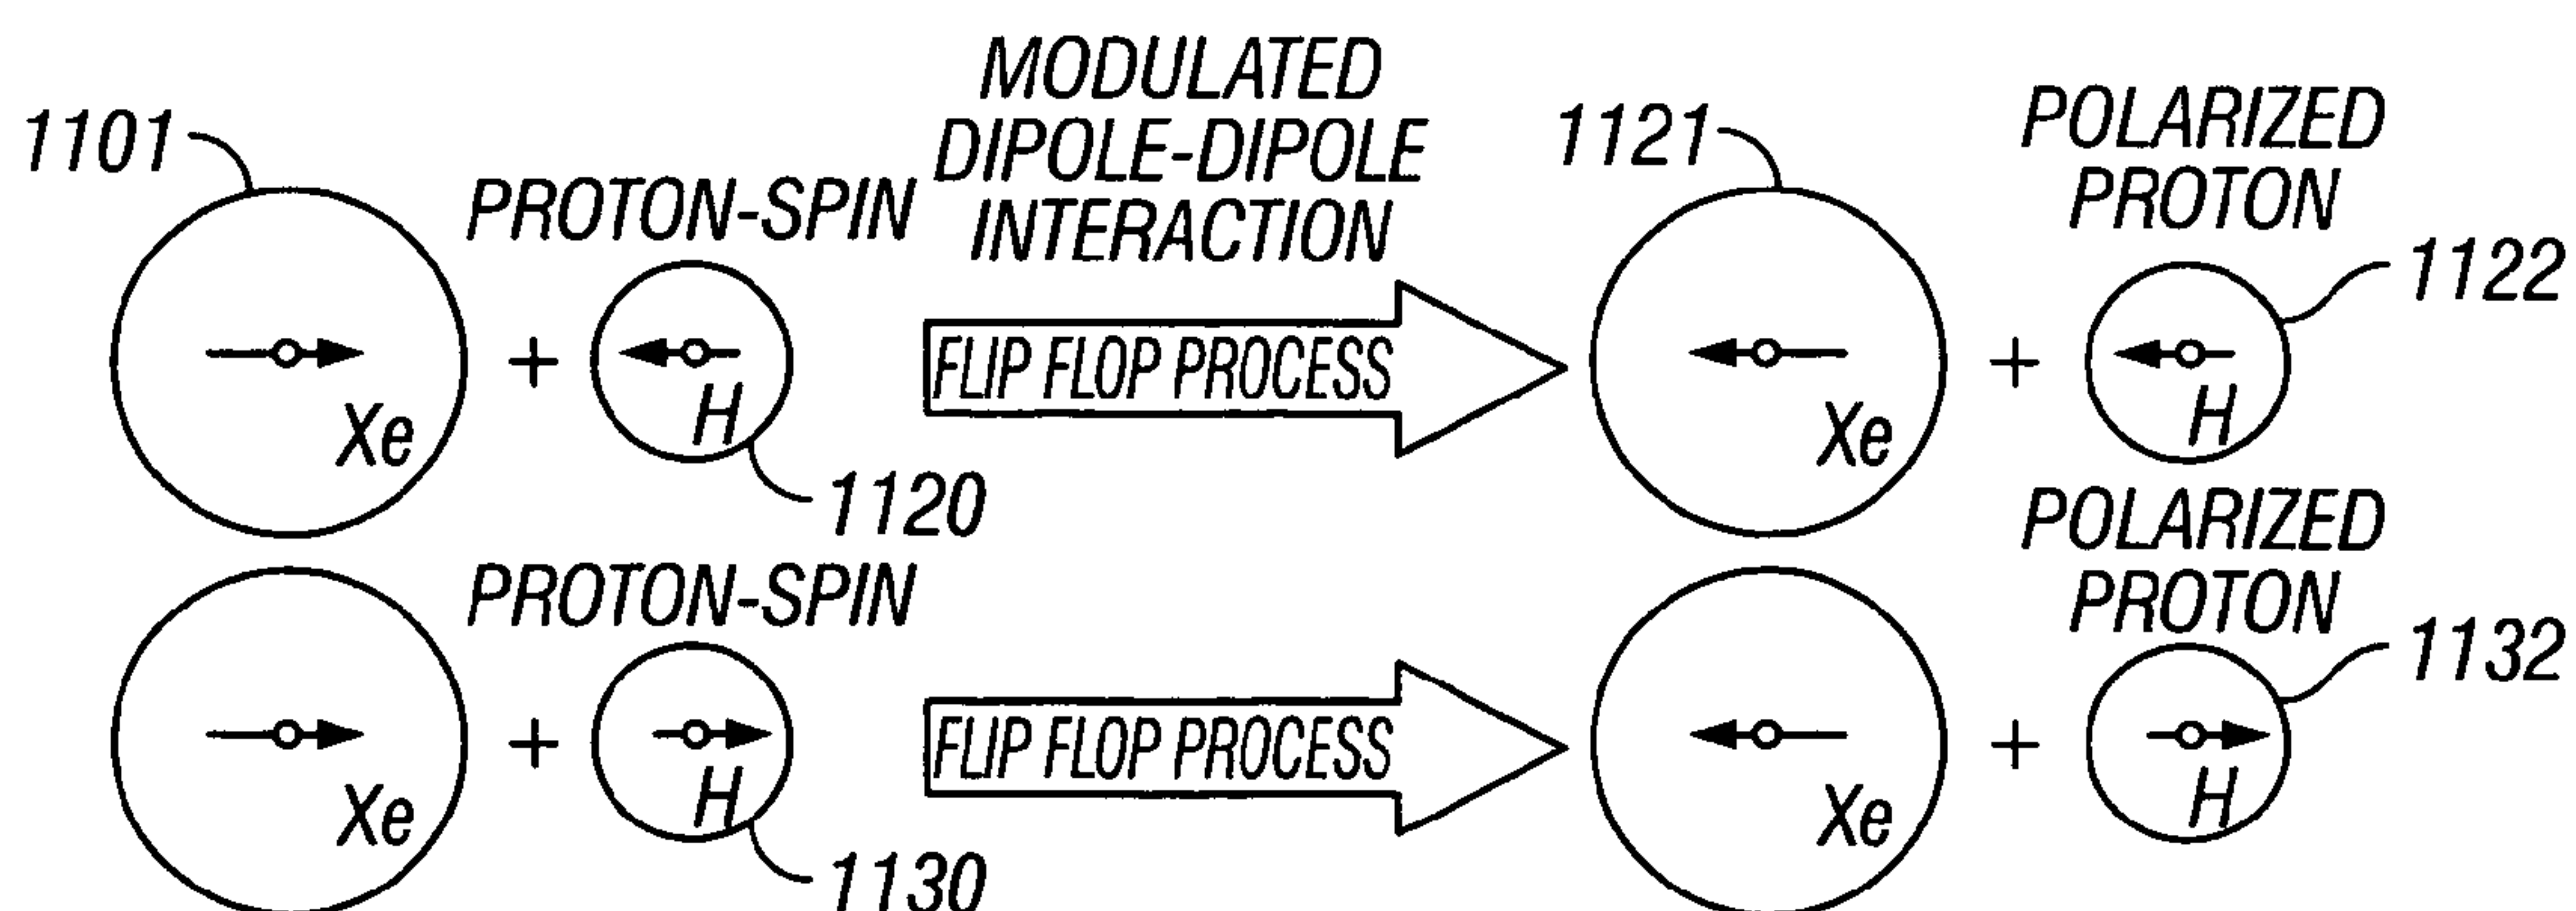 1101
PROTON-SPIN
MODULATED
DIPOLE-DIPOLE
INTERACTION
1121
POLARIZED
PROTON
1122
Xe
+
H
FLIP FLOP PROCESS
Xe
+
H
1120
PROTON-SPIN
POLARIZED
PROTON
1132
Xe
+
H
FLIP FLOP PROCESS
Xe
+
H
1130